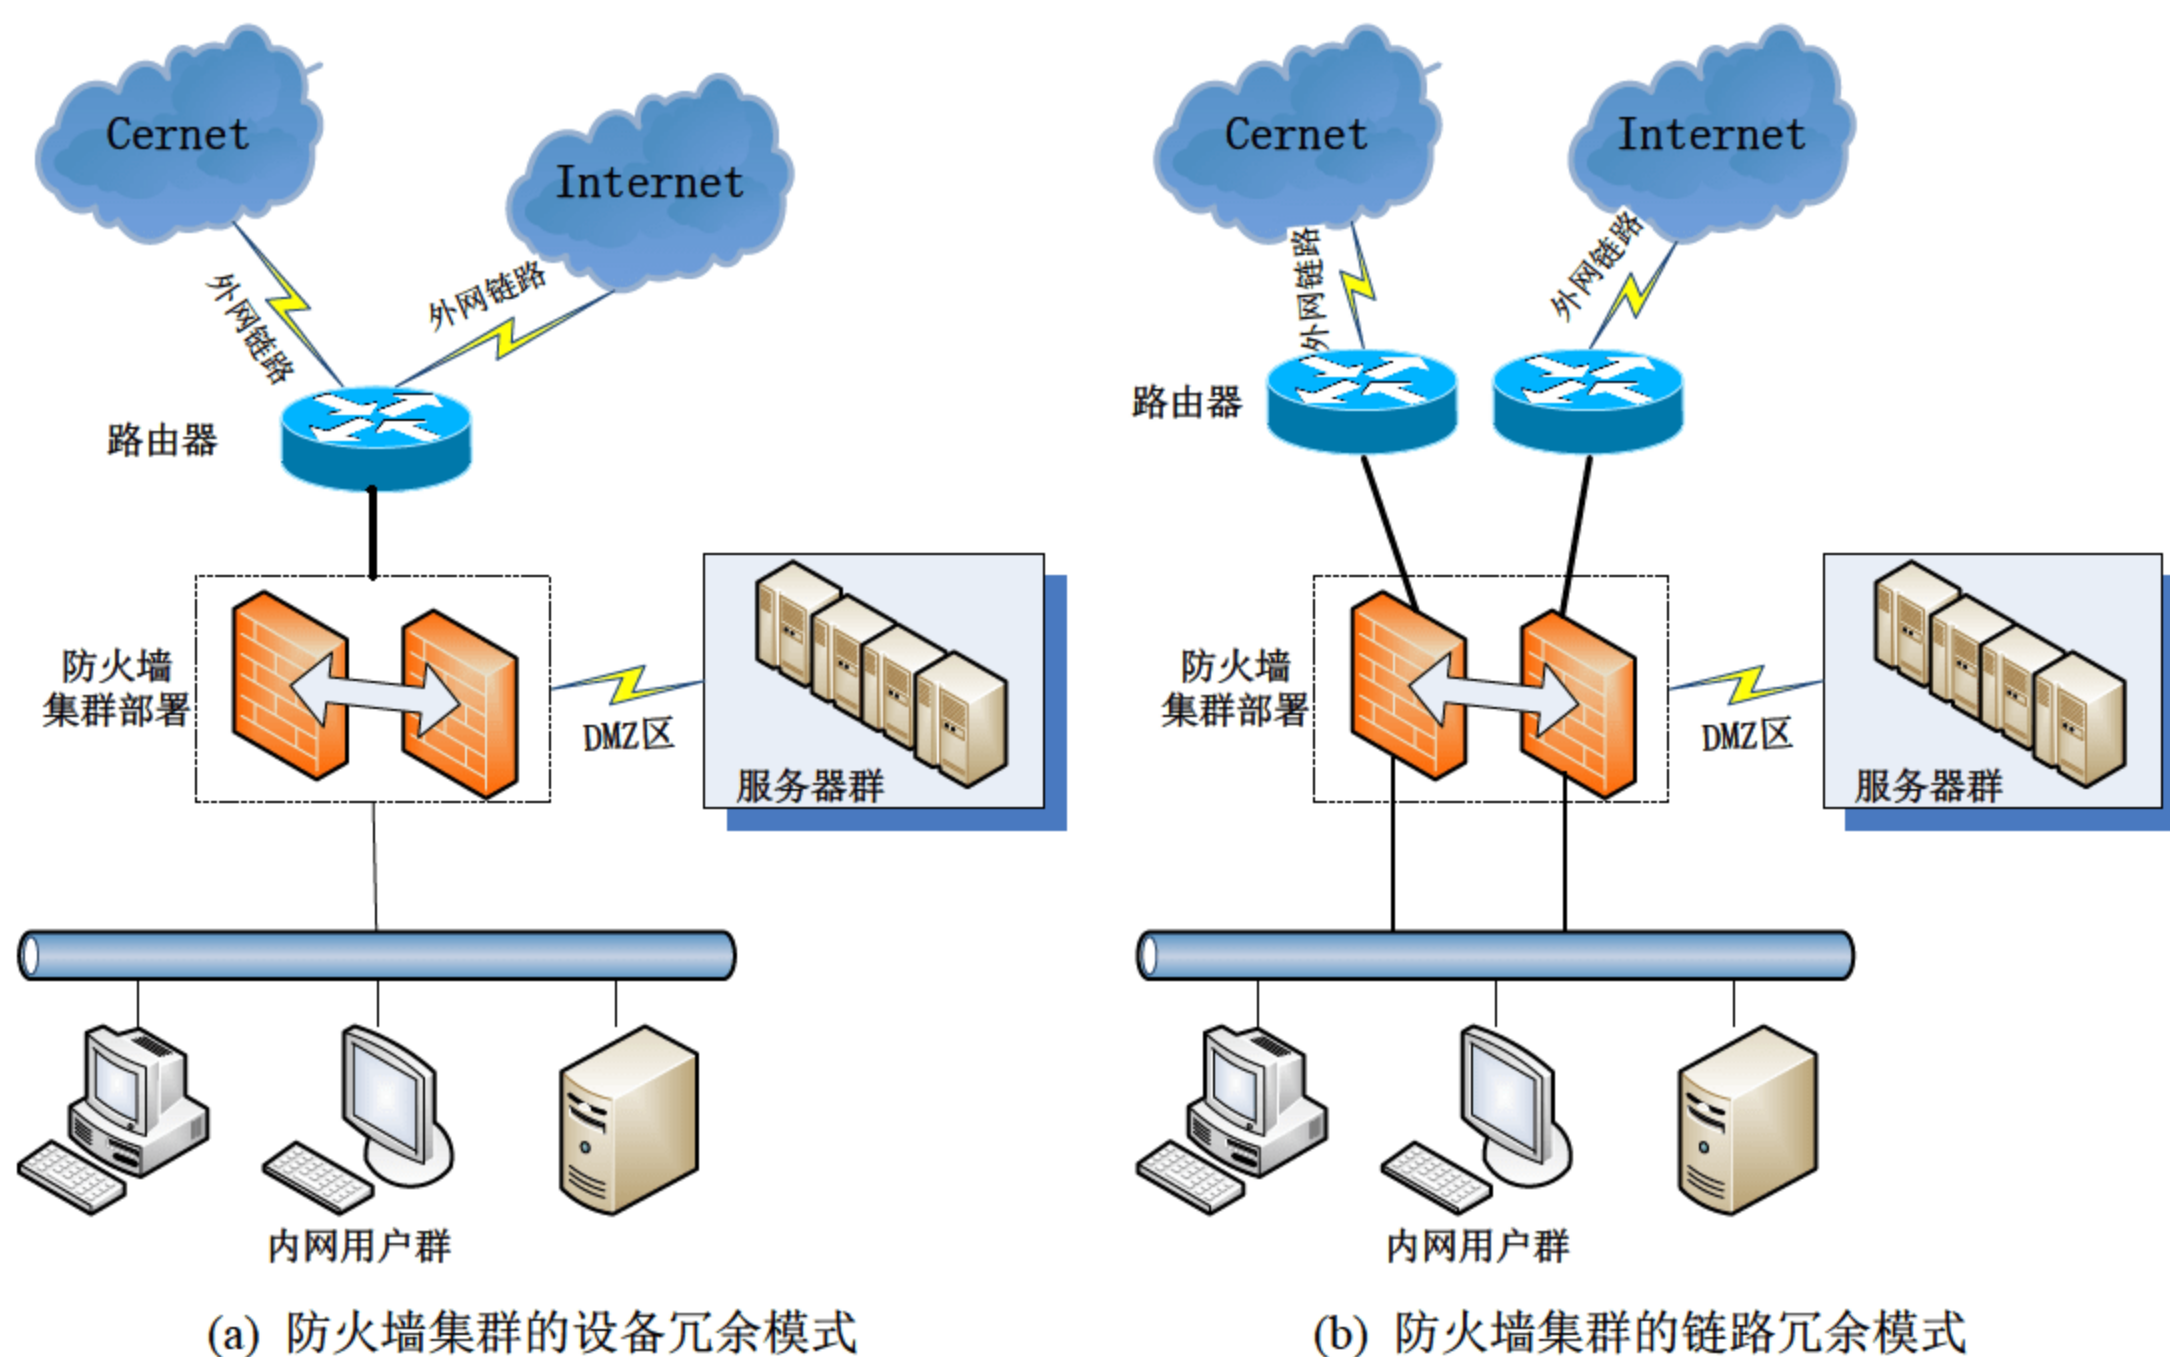 Cernet
Internet
外网链路
外网链路
路由器
防火墙
集群部署
DMZ区
服务器群
内网用户群
(a) 防火墙集群的设备冗余模式
Cernet
Internet
外网链路
外网链路
路由器
防火墙
集群部署
DMZ区
服务器群
内网用户群
(b) 防火墙集群的链路冗余模式